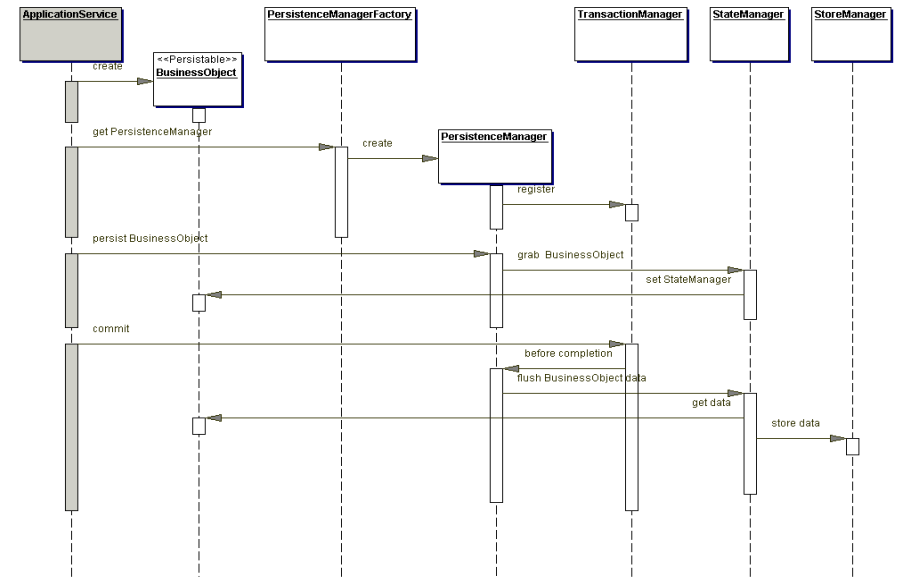 ApplicationService
PersistenceManagerFactory
TransactionManager
StateManager
StoreManager
create
<<Persistable>>
BusinessObject
get PersistenceManager
create
PersistenceManager
register
persist BusinessObject
grab BusinessObject
set StateManager
commit
before completion
flush BusinessObject data
get data
store data